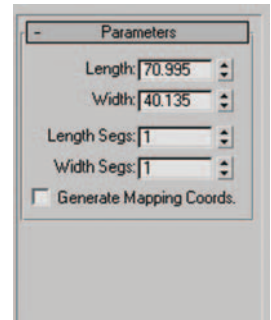 - Parameters
Length: 70.995
Width: 40.135
Length Segs: 1
Width Segs: 1
Generate Mapping Coords.